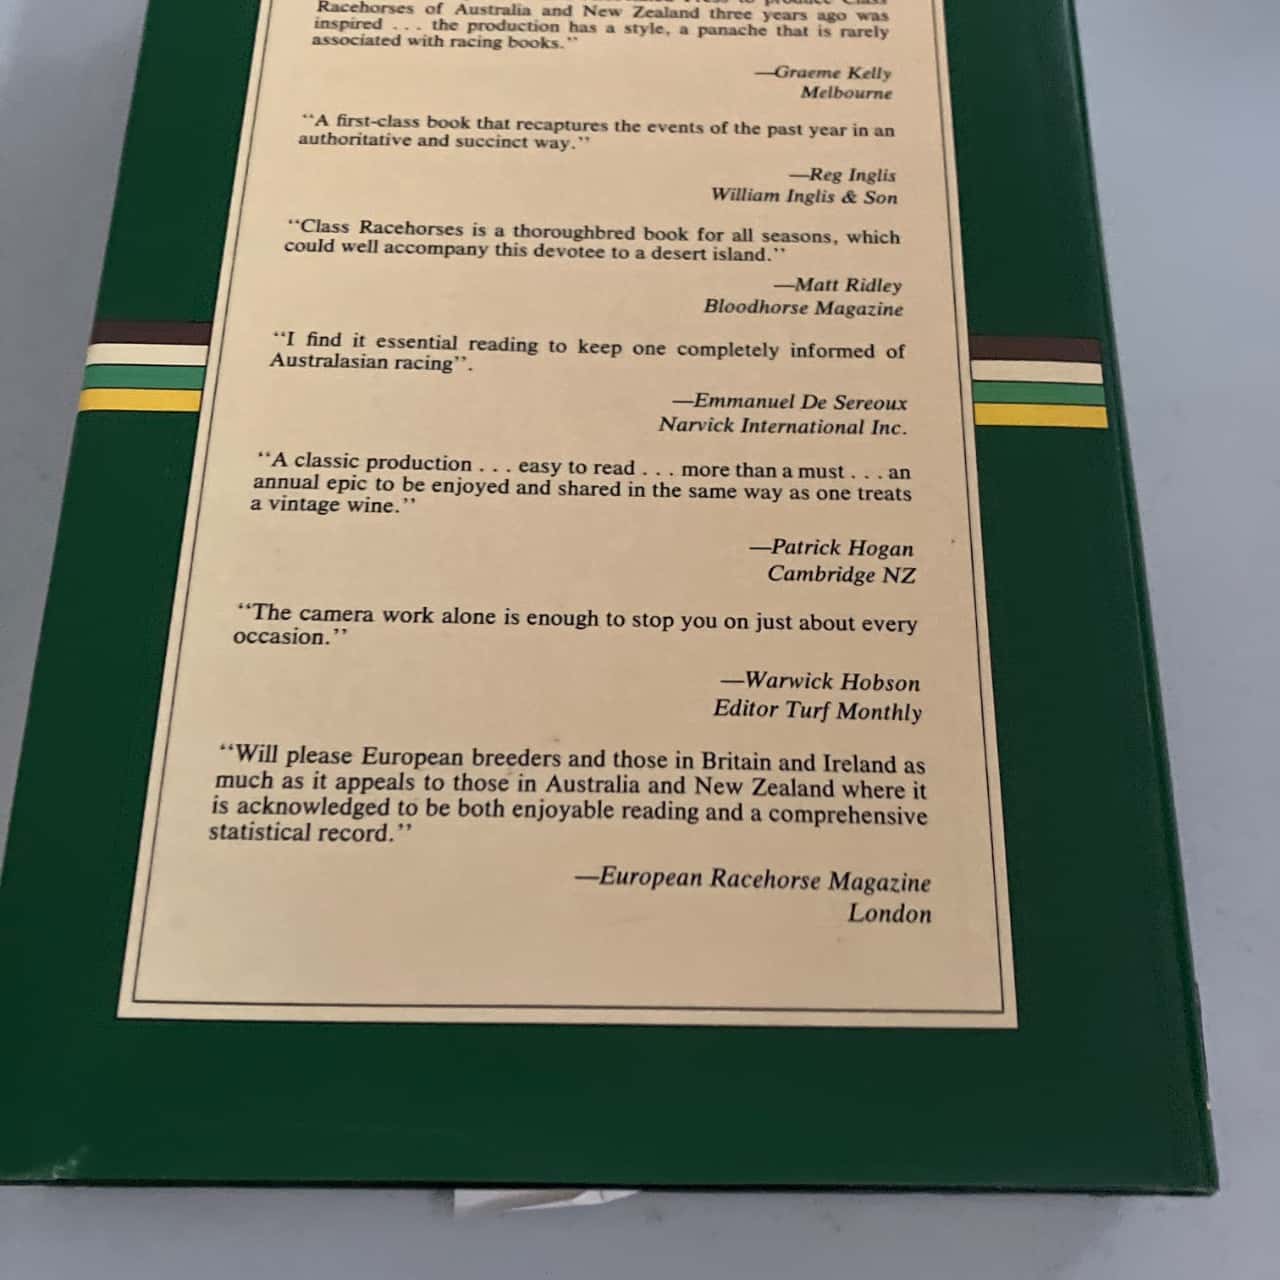 Press to produce Class
Racehorses of Australia and New Zealand three years ago was
inspired . . . the production has a style, a panache that is rarely
associated with racing books.’’
—Graeme Kelly
Melbourne
‘‘A first-class book that recaptures the events of the past year in an
authoritative and succinct way.’’
—Reg Inglis
William Inglis & Son
‘‘Class Racehorses is a thoroughbred book for all seasons, which
could well accompany this devotee to a desert island.’’
—Matt Ridley
Bloodhorse Magazine
‘‘I find it essential reading to keep one completely informed of
Australasian racing’’.
—Emmanuel De Sereoux
Narvick International Inc.
‘‘A classic production . . . easy to read . . . more than a must . . . an
annual epic to be enjoyed and shared in the same way as one treats
a vintage wine.’’
—Patrick Hogan
Cambridge NZ
‘‘The camera work alone is enough to stop you on just about every
occasion.’’
—Warwick Hobson
Editor Turf Monthly
‘‘Will please European breeders and those in Britain and Ireland as
much as it appeals to those in Australia and New Zealand where it
is acknowledged to be both enjoyable reading and a comprehensive
statistical record.’’
—European Racehorse Magazine
London